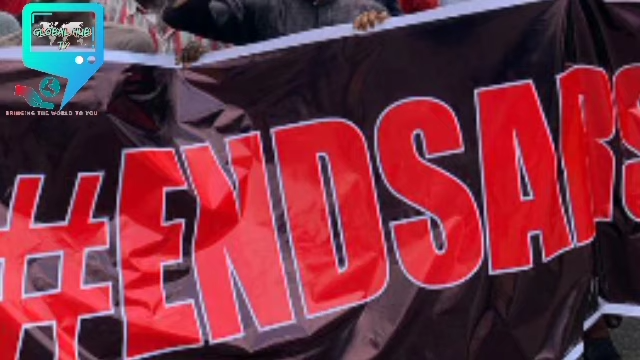 GLOBAL HUB
TV
BRINGING THE WORLD TO YOU
#ENDSARS